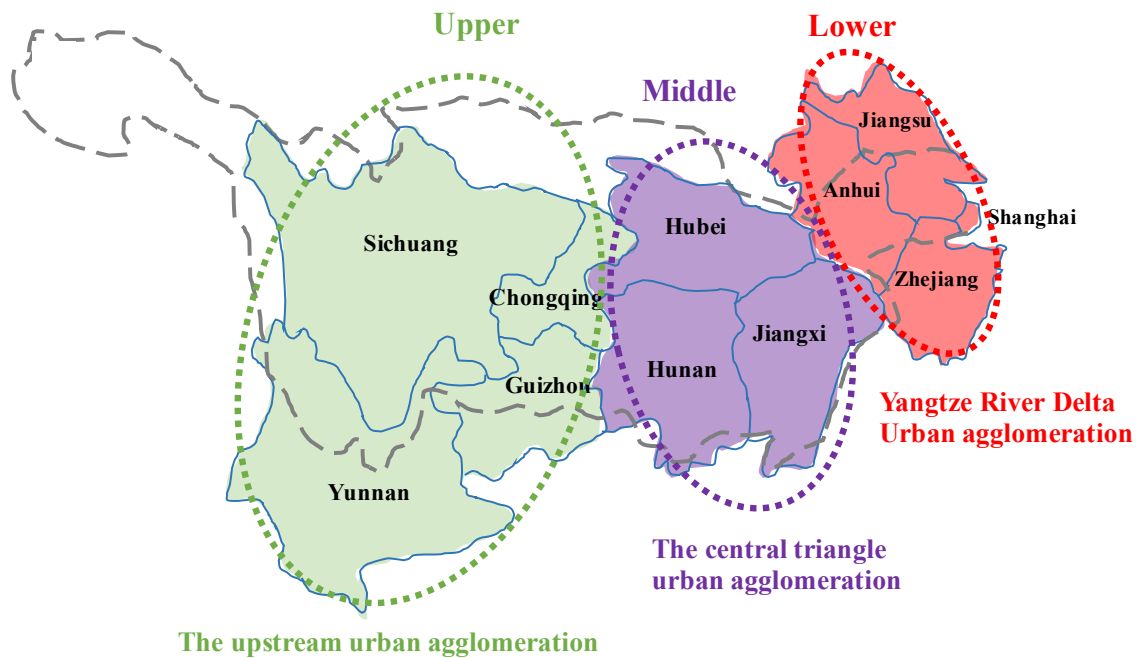 Upper
Lower
Middle
Jiangsu
Anhui
Shanghai
Hubei
Sichuang
Zhejiang
Chongqing
Jiangxi
Hunan
Guizhou
Yangtze River Delta
Urban agglomeration
Yunnan
The central triangle
urban agglomeration
The upstream urban agglomeration